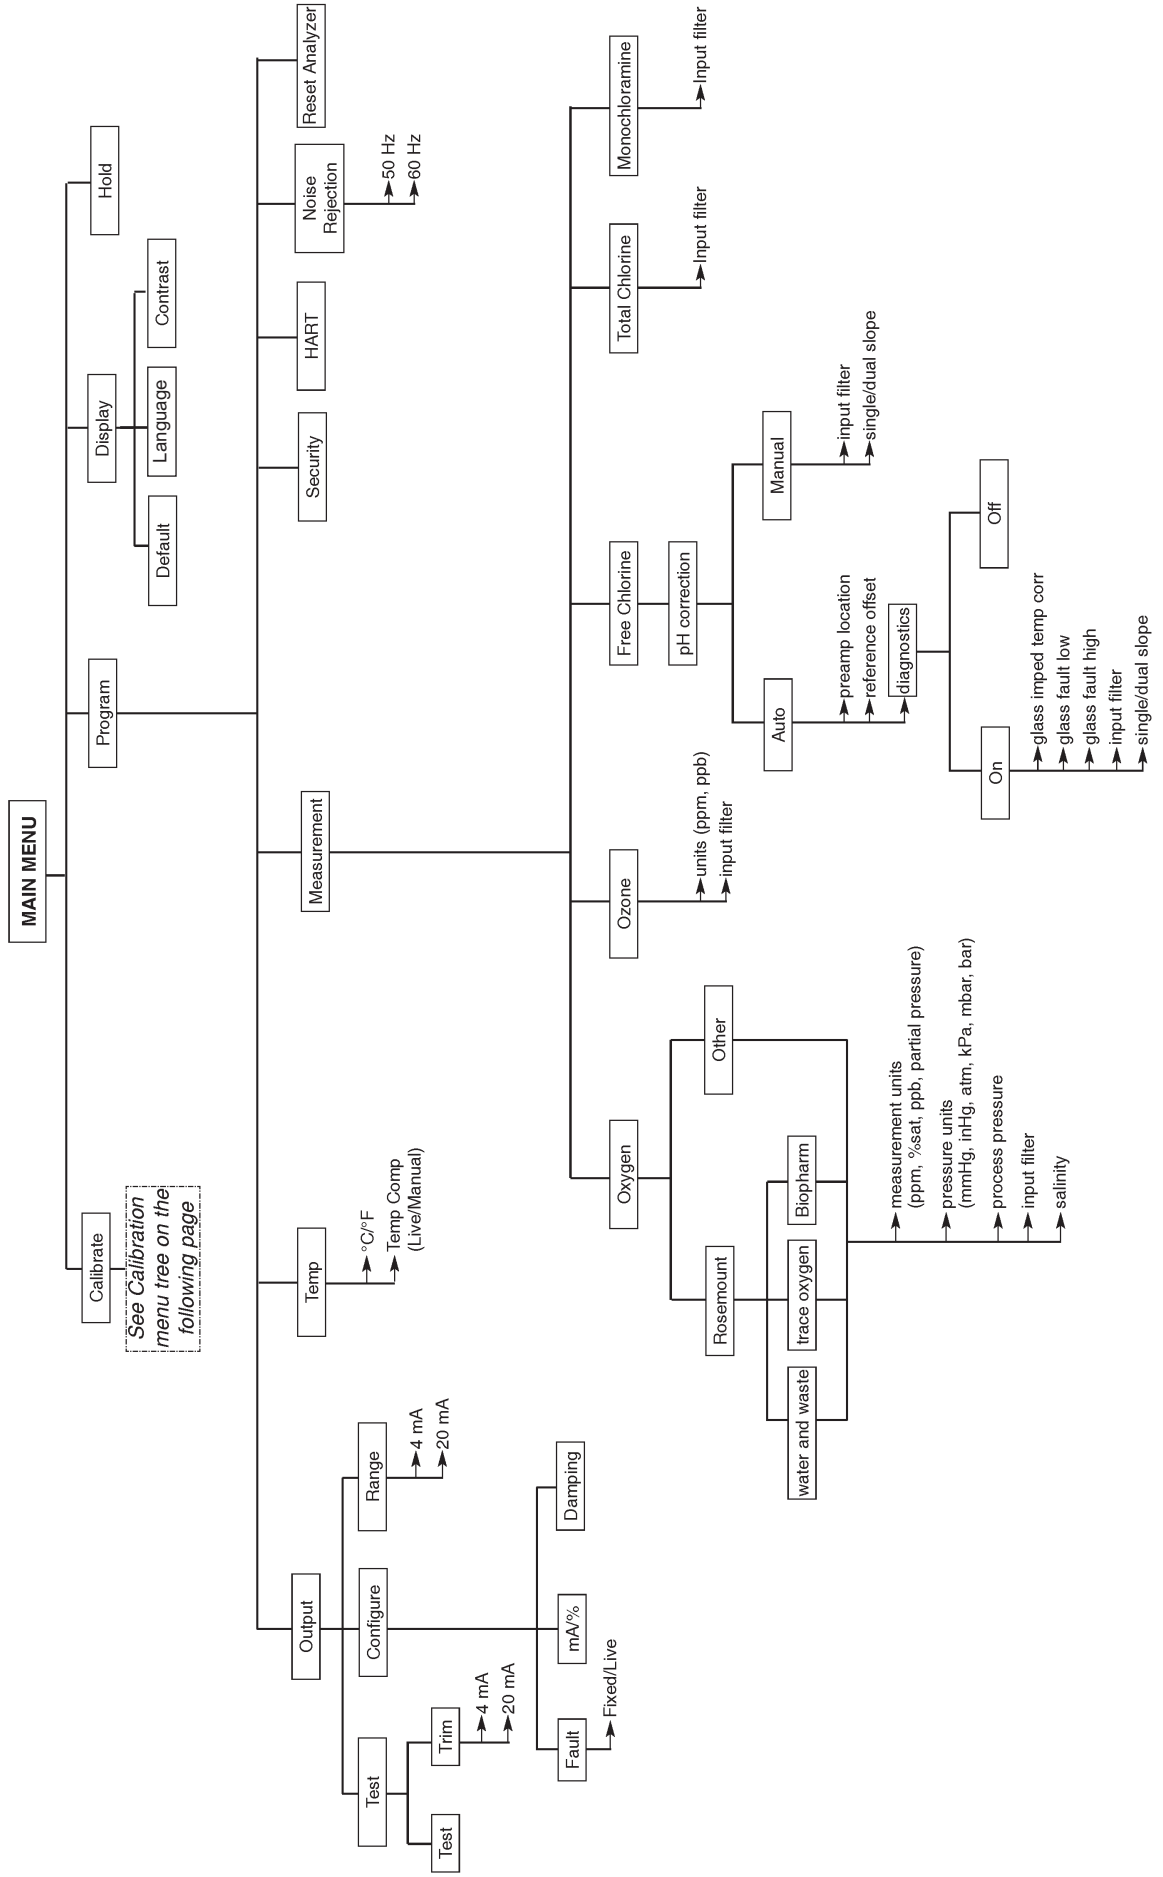 MAIN MENU
Calibrate
Program
Display
Hold
See Calibration
menu tree on the
following page
Default
Language
Contrast
Output
Temp
Measurement
Security
HART
Noise
Rejection
Reset Analyzer
Test
Configure
Range
°C/°F
Temp Comp
(Live/Manual)
50 Hz
60 Hz
4 mA
20 mA
Test
Trim
4 mA
20 mA
Fault
mA/%
Damping
Fixed/Live
Oxygen
Ozone
Free Chlorine
Total Chlorine
Monochloramine
pH correction
Rosemount
Other
units (ppm, ppb)
input filter
Input filter
Input filter
Auto
Manual
water and waste
trace oxygen
Biopharm
preamp location
reference offset
diagnostics
input filter
single/dual slope
measurement units
(ppm, %sat, ppb, partial pressure)
pressure units
(mmHg, inHg, atm, kPa, mbar, bar)
process pressure
input filter
salinity
On
Off
glass imped temp corr
glass fault low
glass fault high
input filter
single/dual slope